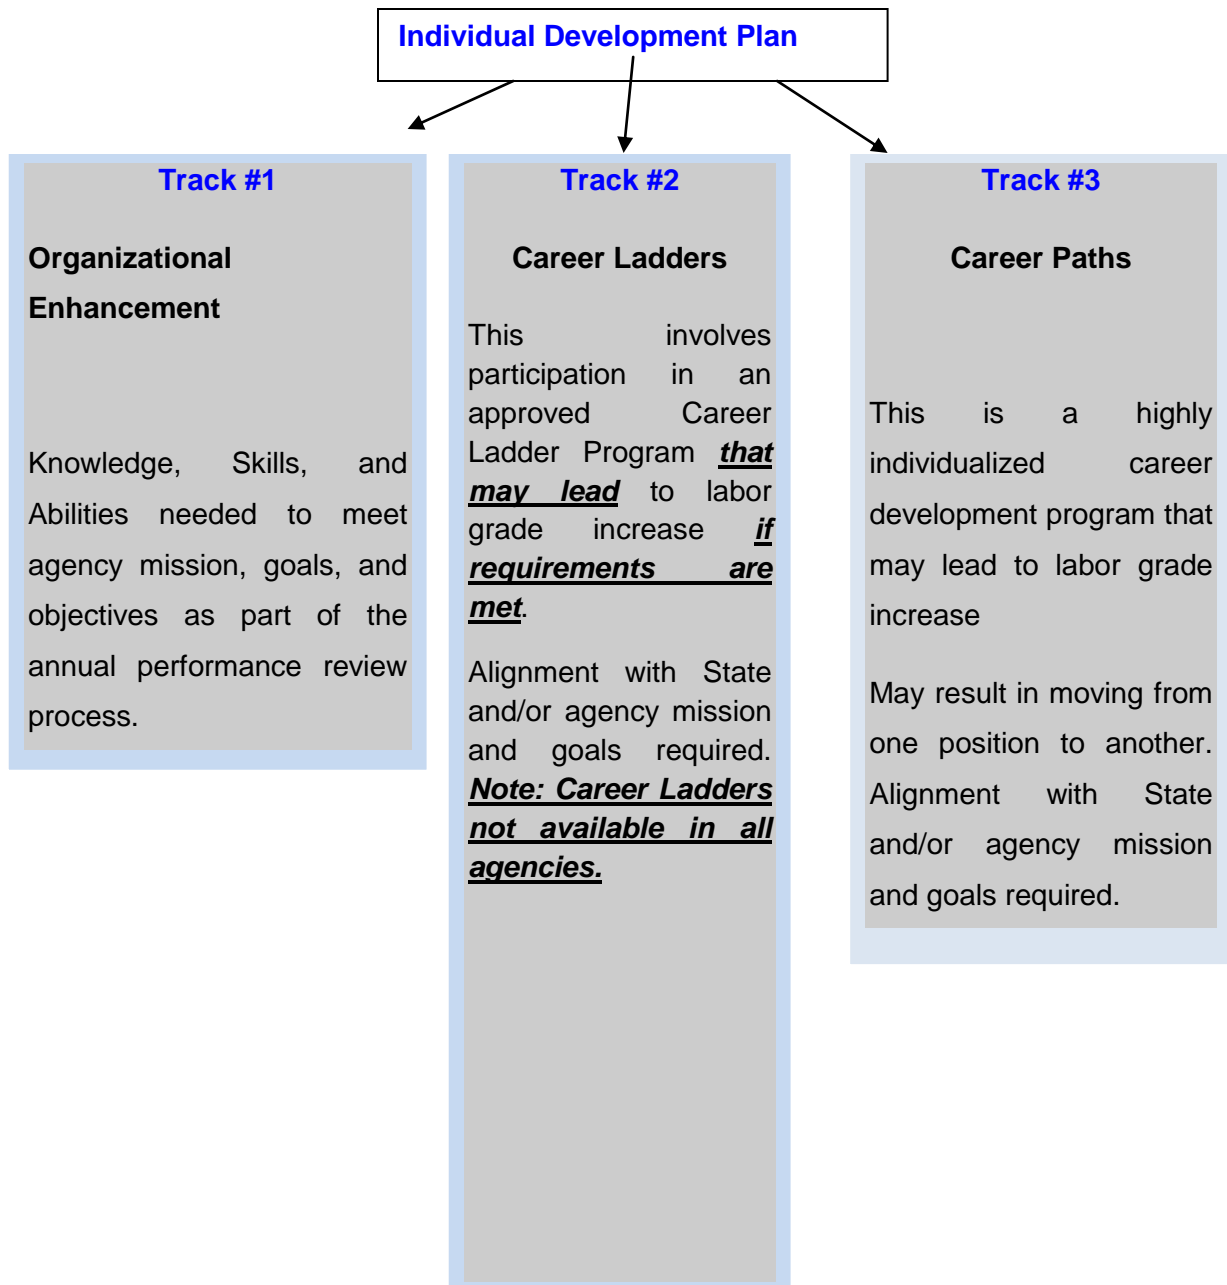 Individual Development Plan
Track #1
Organizational
Enhancement
Knowledge, Skills, and
Abilities needed to meet
agency mission, goals, and
objectives as part of the
annual performance review
process.
Track #2
Career Ladders
This involves
participation in an
approved Career
Ladder Program that
may lead to labor
grade increase if
requirements are
met.
Alignment with State
and/or agency mission
and goals required.
Note: Career Ladders
not available in all
agencies.
Track #3
Career Paths
This is a highly
individualized career
development program that
may lead to labor grade
increase
May result in moving from
one position to another.
Alignment with State
and/or agency mission
and goals required.